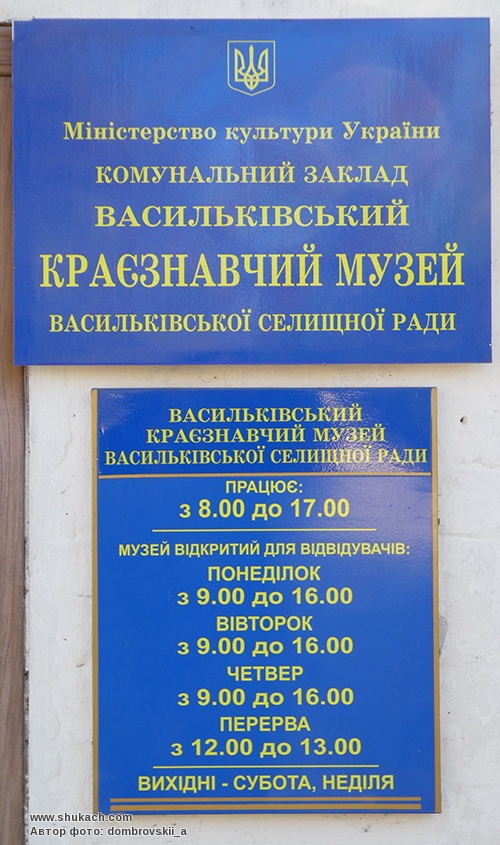 Міністерство культури України
КОМУНАЛЬНИЙ ЗАКЛАД
ВАСИЛЬКІВСЬКИЙ
КРАЄЗНАВЧИЙ МУЗЕЙ
ВАСИЛЬКІВСЬКОЇ СЕЛИЩНОЇ РАДИ
ВАСИЛЬКІВСЬКИЙ
КРАЄЗНАВЧИЙ МУЗЕЙ
ВАСИЛЬКІВСЬКОЇ СЕЛИЩНОЇ РАДИ
ПРАЦЮЄ:
з 8.00 до 17.00
МУЗЕЙ ВІДКРИТИЙ ДЛЯ ВІДВІДУВАЧІВ:
ПОНЕДІЛОК
з 9.00 до 16.00
ВІВТОРОК
з 9.00 до 16.00
ЧЕТВЕР
з 9.00 до 16.00
ПЕРЕРВА
з 12.00 до 13.00
ВИХІДНІ - СУБОТА, НЕДІЛЯ
www.shukach.com
Автор фото: dombrovskii_a